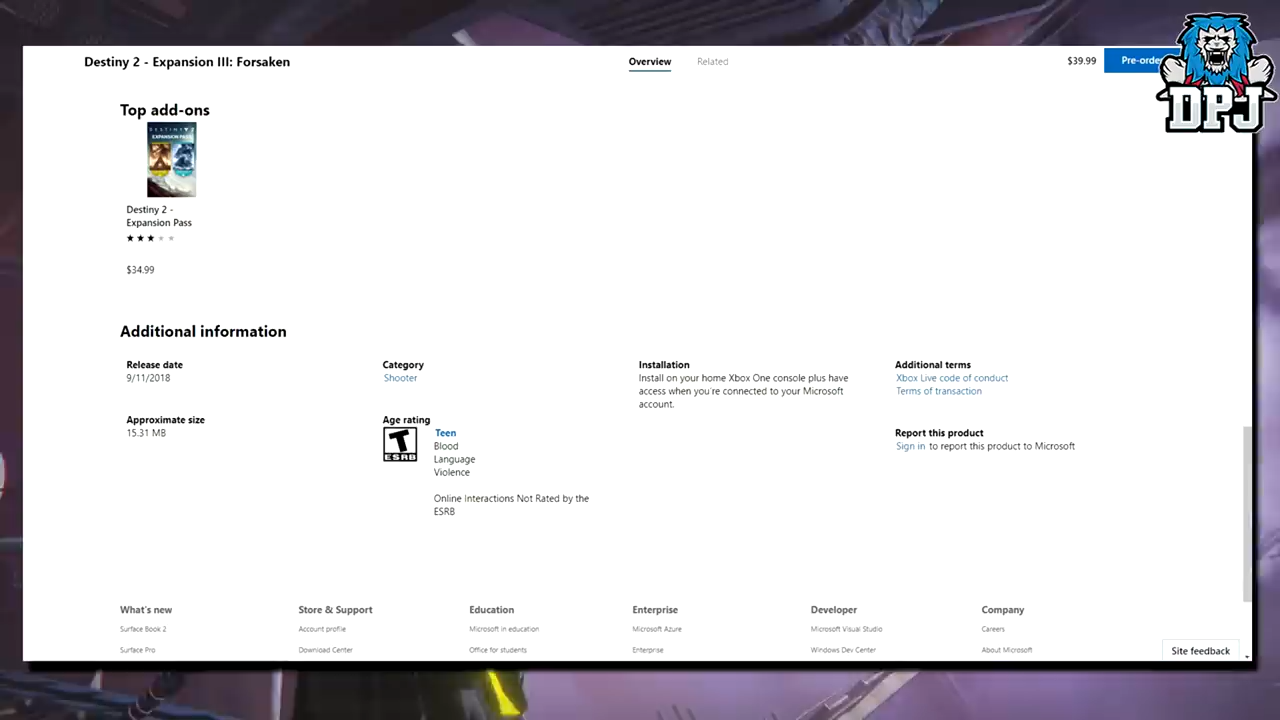 Destiny 2 - Expansion III: Forsaken
Overview
Related
$39.99
Pre-order
DPJ
Top add-ons
DESTINY 2
EXPANSION PASS
Destiny 2 -
Expansion Pass
$34.99
Additional information
Release date
9/11/2018
Category
Shooter
Installation
Install on your home Xbox One console plus have
access when you're connected to your Microsoft
account.
Additional terms
Xbox Live code of conduct
Terms of transaction
Approximate size
15.31 MB
Age rating
T
ESRB
Teen
Blood
Language
Violence
Online Interactions Not Rated by the
ESRB
Report this product
Sign in to report this product to Microsoft
What's new
Store & Support
Education
Enterprise
Developer
Company
Surface Book 2
Account profile
Microsoft in education
Microsoft Azure
Microsoft Visual Studio
Careers
Surface Pro
Download Center
Office for students
Enterprise
Windows Dev Center
About Microsoft
Site feedback